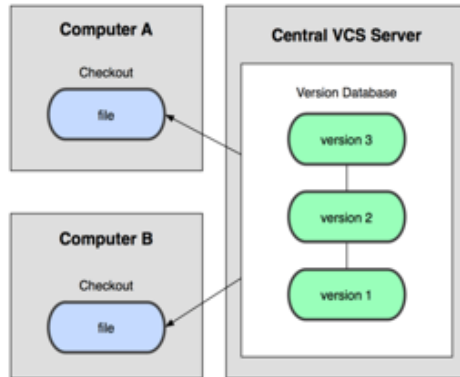 Computer A
Checkout
file
Computer B
Checkout
file
Central VCS Server
Version Database
version 3
version 2
version 1